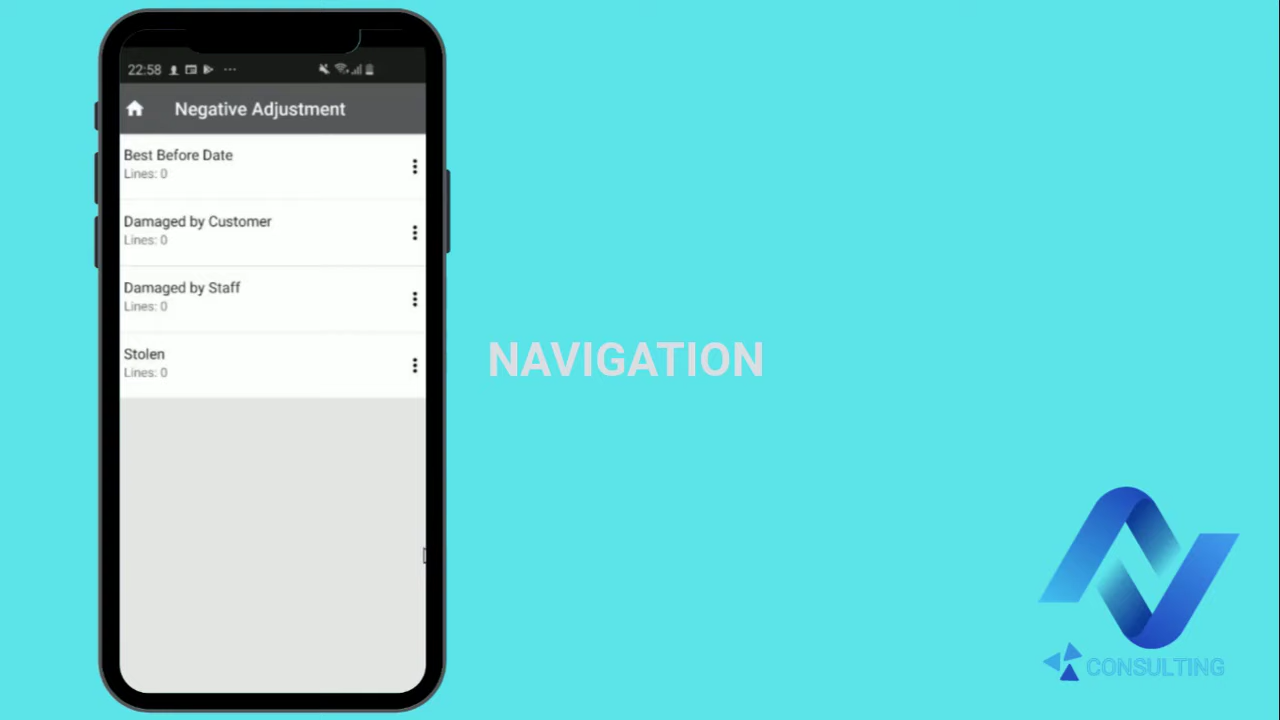 22:58
Negative Adjustment
Best Before Date
Lines: 0
Damaged by Customer
Lines: 0
Damaged by Staff
Lines: 0
Stolen
Lines: 0
NAVIGATION
CONSULTING